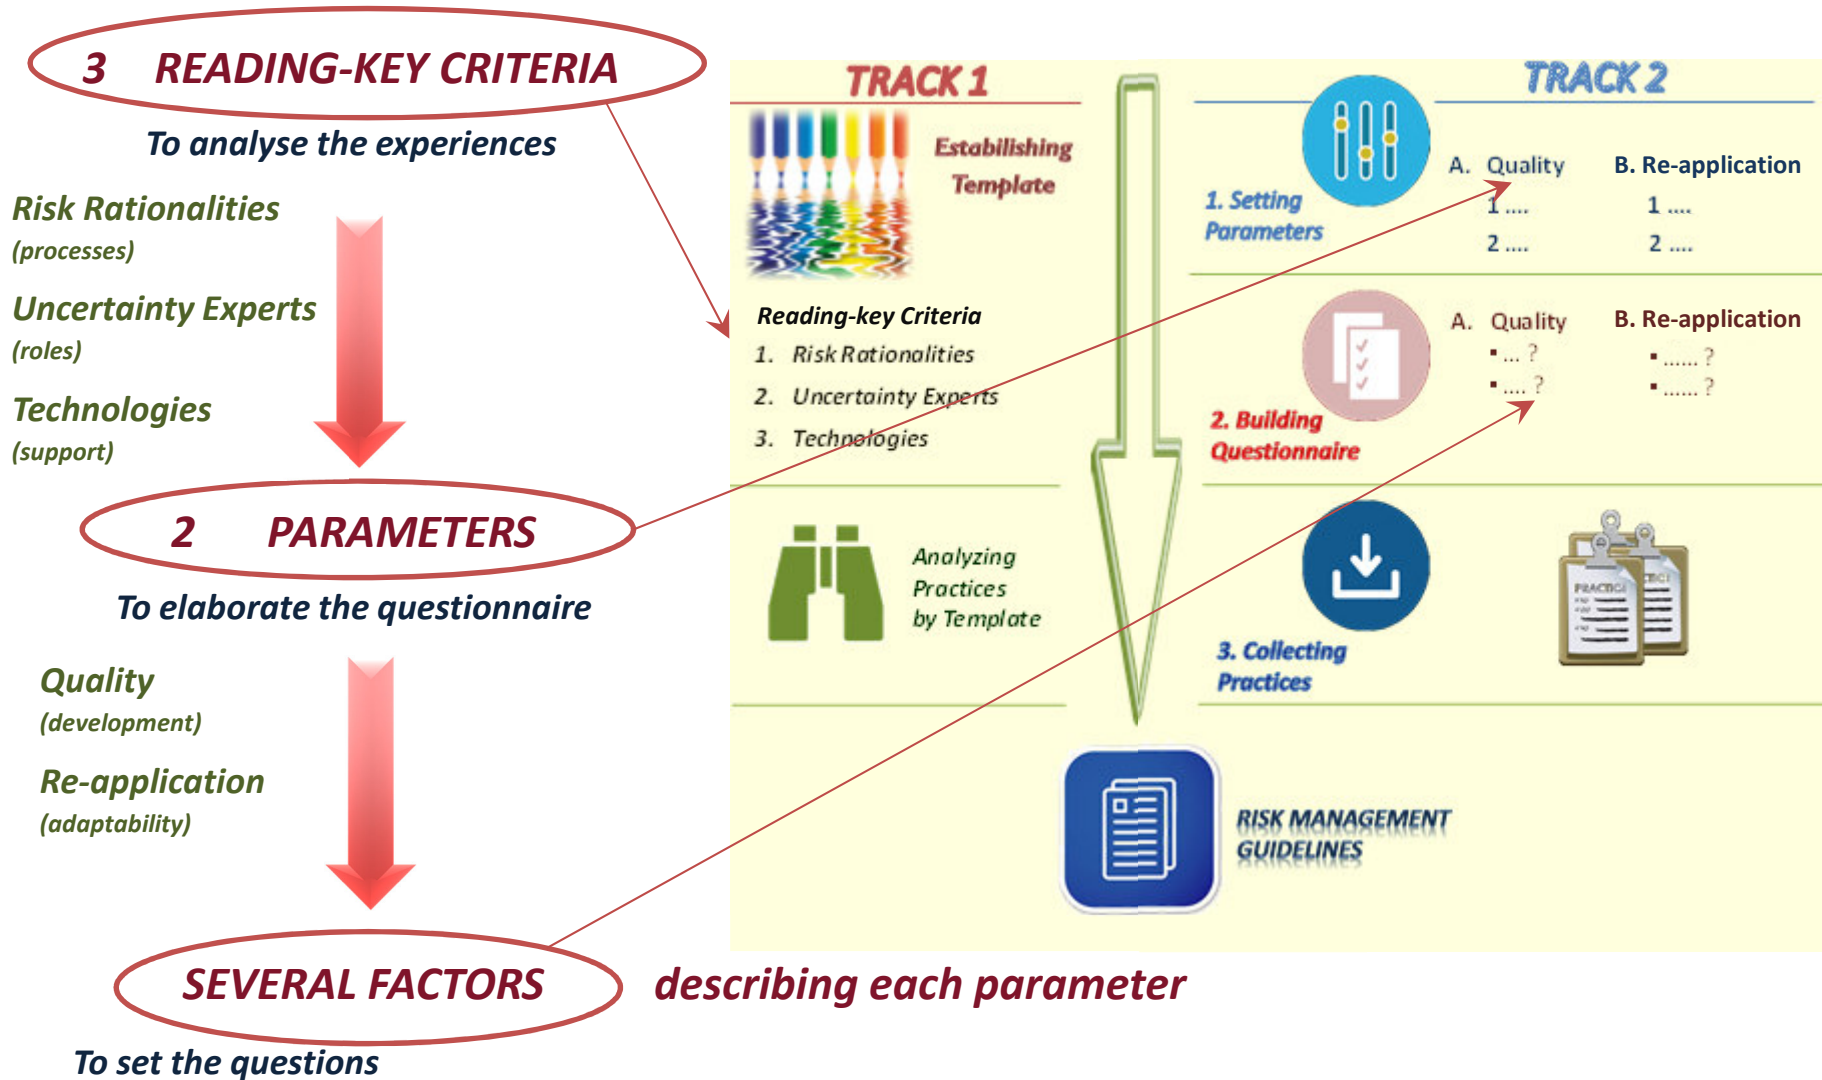 3 READING-KEY CRITERIA
To analyse the experiences
Risk Rationalities
(processes)
Uncertainty Experts
(roles)
Technologies
(support)
2 PARAMETERS
To elaborate the questionnaire
Quality
(development)
Re-application
(adaptability)
SEVERAL FACTORS
describing each parameter
To set the questions
TRACK 1
Estabilishing
Template
Reading-key Criteria
1. Risk Rationalities
2. Uncertainty Experts
3. Technologies
Analyzing
Practices
by Template
TRACK 2
1. Setting
Parameters
A. Quality
1 ....
2 ....
B. Re-application
1 ....
2 ....
2. Building
Questionnaire
A. Quality
▪ ... ?
▪ .... ?
B. Re-application
▪ ...... ?
▪ ...... ?
3. Collecting
Practices
RISK MANAGEMENT
GUIDELINES